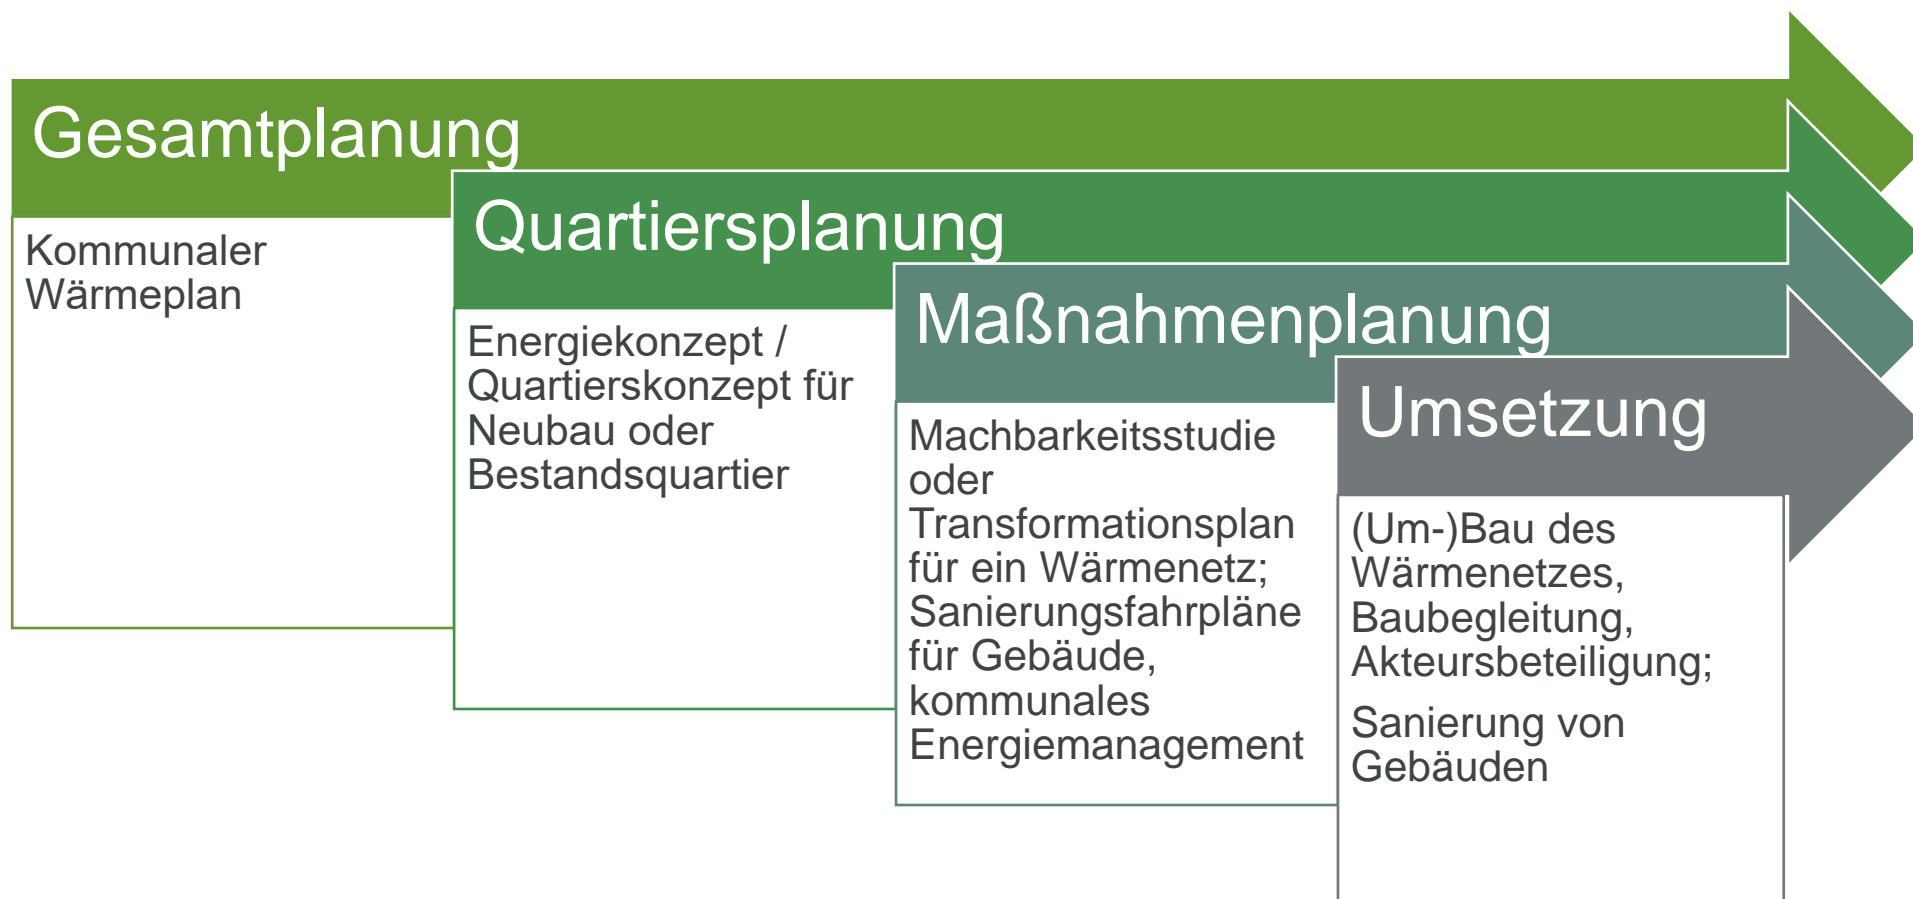 Gesamtplanung
Kommunaler
Wärmeplan
Quartiersplanung
Energiekonzept /
Quartierskonzept für
Neubau oder
Bestandsquartier
Maßnahmenplanung
Machbarkeitsstudie
oder
Transformationsplan
für ein Wärmenetz;
Sanierungsfahrpläne
für Gebäude,
kommunales
Energiemanagement
Umsetzung
(Um-)Bau des
Wärmenetzes,
Baubegleitung,
Akteursbeteiligung;
Sanierung von
Gebäuden